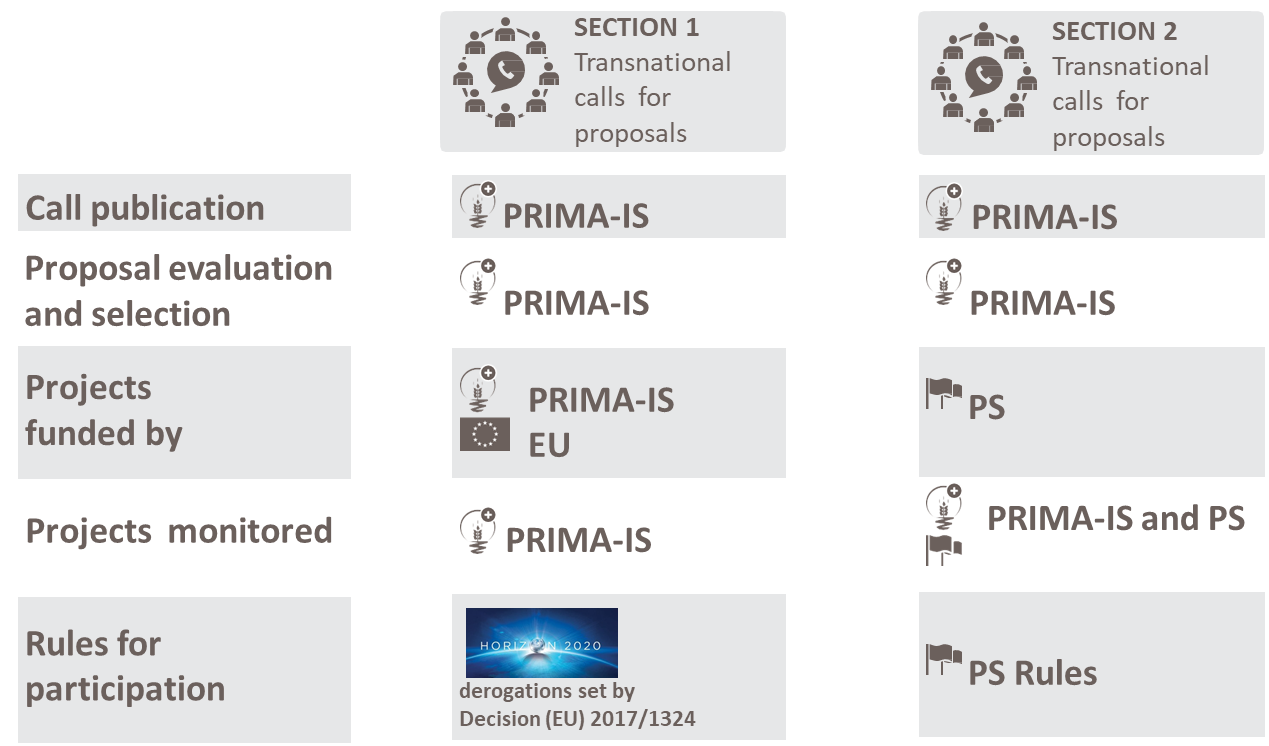 SECTION 1
Transnational
calls for
proposals
SECTION 2
Transnational
calls for
proposals
Call publication
PRIMA-IS
PRIMA-IS
Proposal evaluation
and selection
PRIMA-IS
PRIMA-IS
Projects
funded by
PRIMA-IS
EU
PS
Projects monitored
PRIMA-IS
PRIMA-IS and PS
Rules for
participation
HORIZON 2020
derogations set by
Decision (EU) 2017/1324
PS Rules